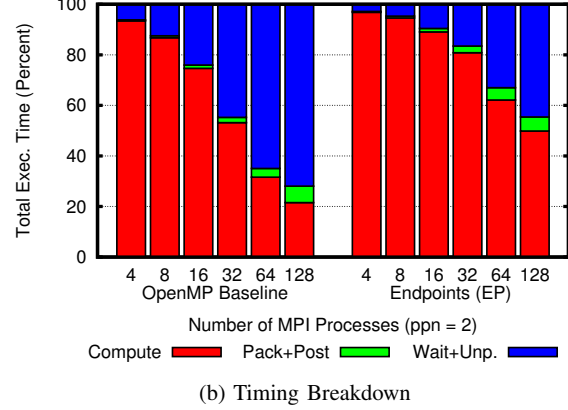 100
80
60
40
20
0
Total Exec. Time (Percent)
4 8 16 32 64 128 4 8 16 32 64 128
OpenMP Baseline Endpoints (EP)
Number of MPI Processes (ppn = 2)
Compute Pack+Post Wait+Unp.
(b) Timing Breakdown